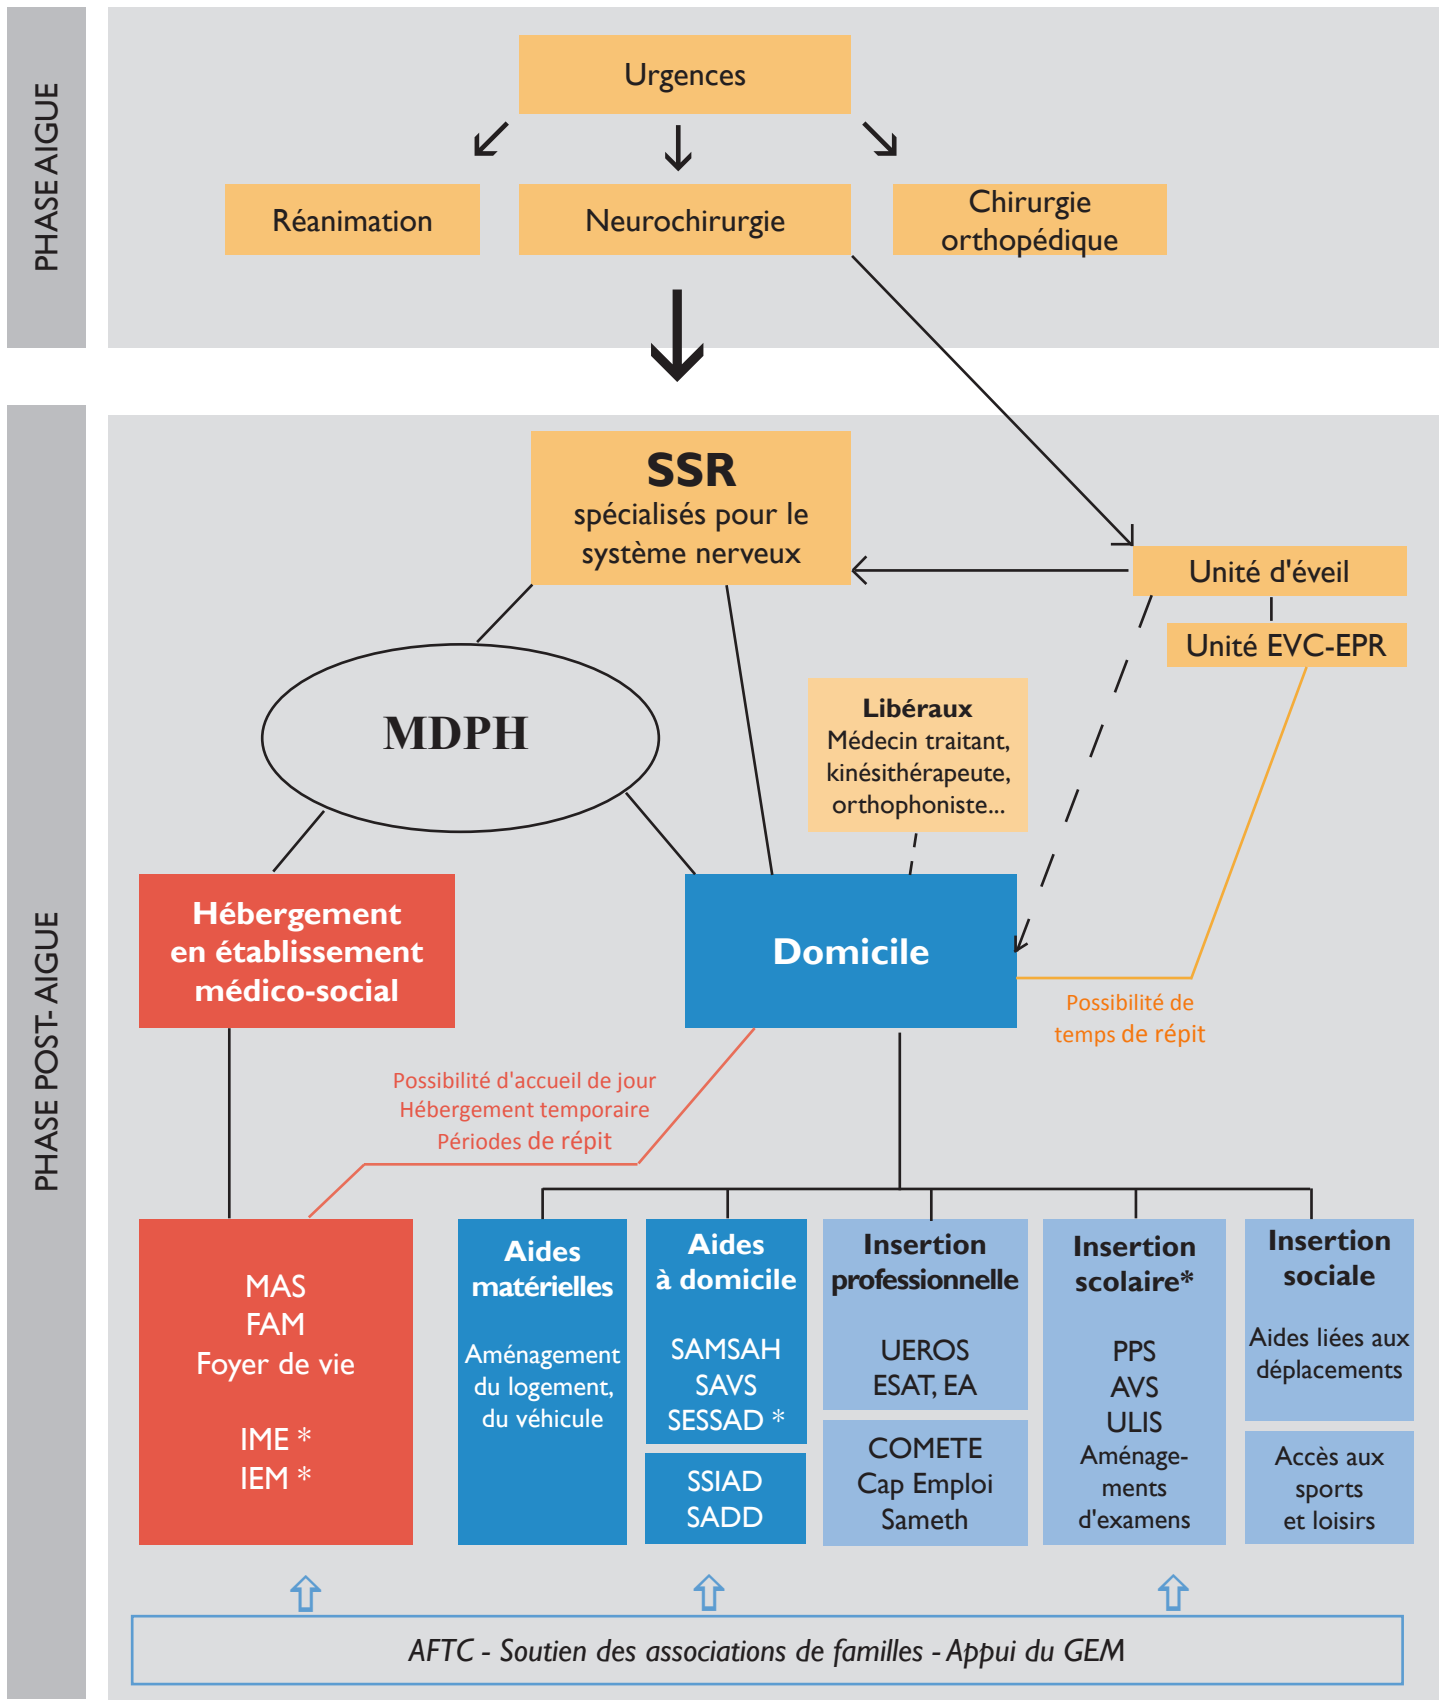 PHASE AIGUE
Urgences
Réanimation
Neurochirurgie
Chirurgie
orthopédique
PHASE POST- AIGUE
SSR
spécialisés pour le
système nerveux
Unité d'éveil
Unité EVC-EPR
MDPH
Libéraux
Médecin traitant,
kinésithérapeute,
orthophoniste...
Hébergement
en établissement
médico-social
Domicile
Possibilité de
temps de répit
Possibilité d'accueil de jour
Hébergement temporaire
Périodes de répit
MAS
FAM
Foyer de vie
IME *
IEM *
Aides
matérielles
Aménagement
du logement,
du véhicule
Aides
à domicile
SAMSAH
SAVS
SESSAD *
SSIAD
SADD
Insertion
professionnelle
UEROS
ESAT, EA
COMETE
Cap Emploi
Sameth
Insertion
scolaire*
PPS
AVS
ULIS
Aménage-
ments
d'examens
Insertion
sociale
Aides liées aux
déplacements
Accès aux
sports
et loisirs
AFTC - Soutien des associations de familles - Appui du GEM